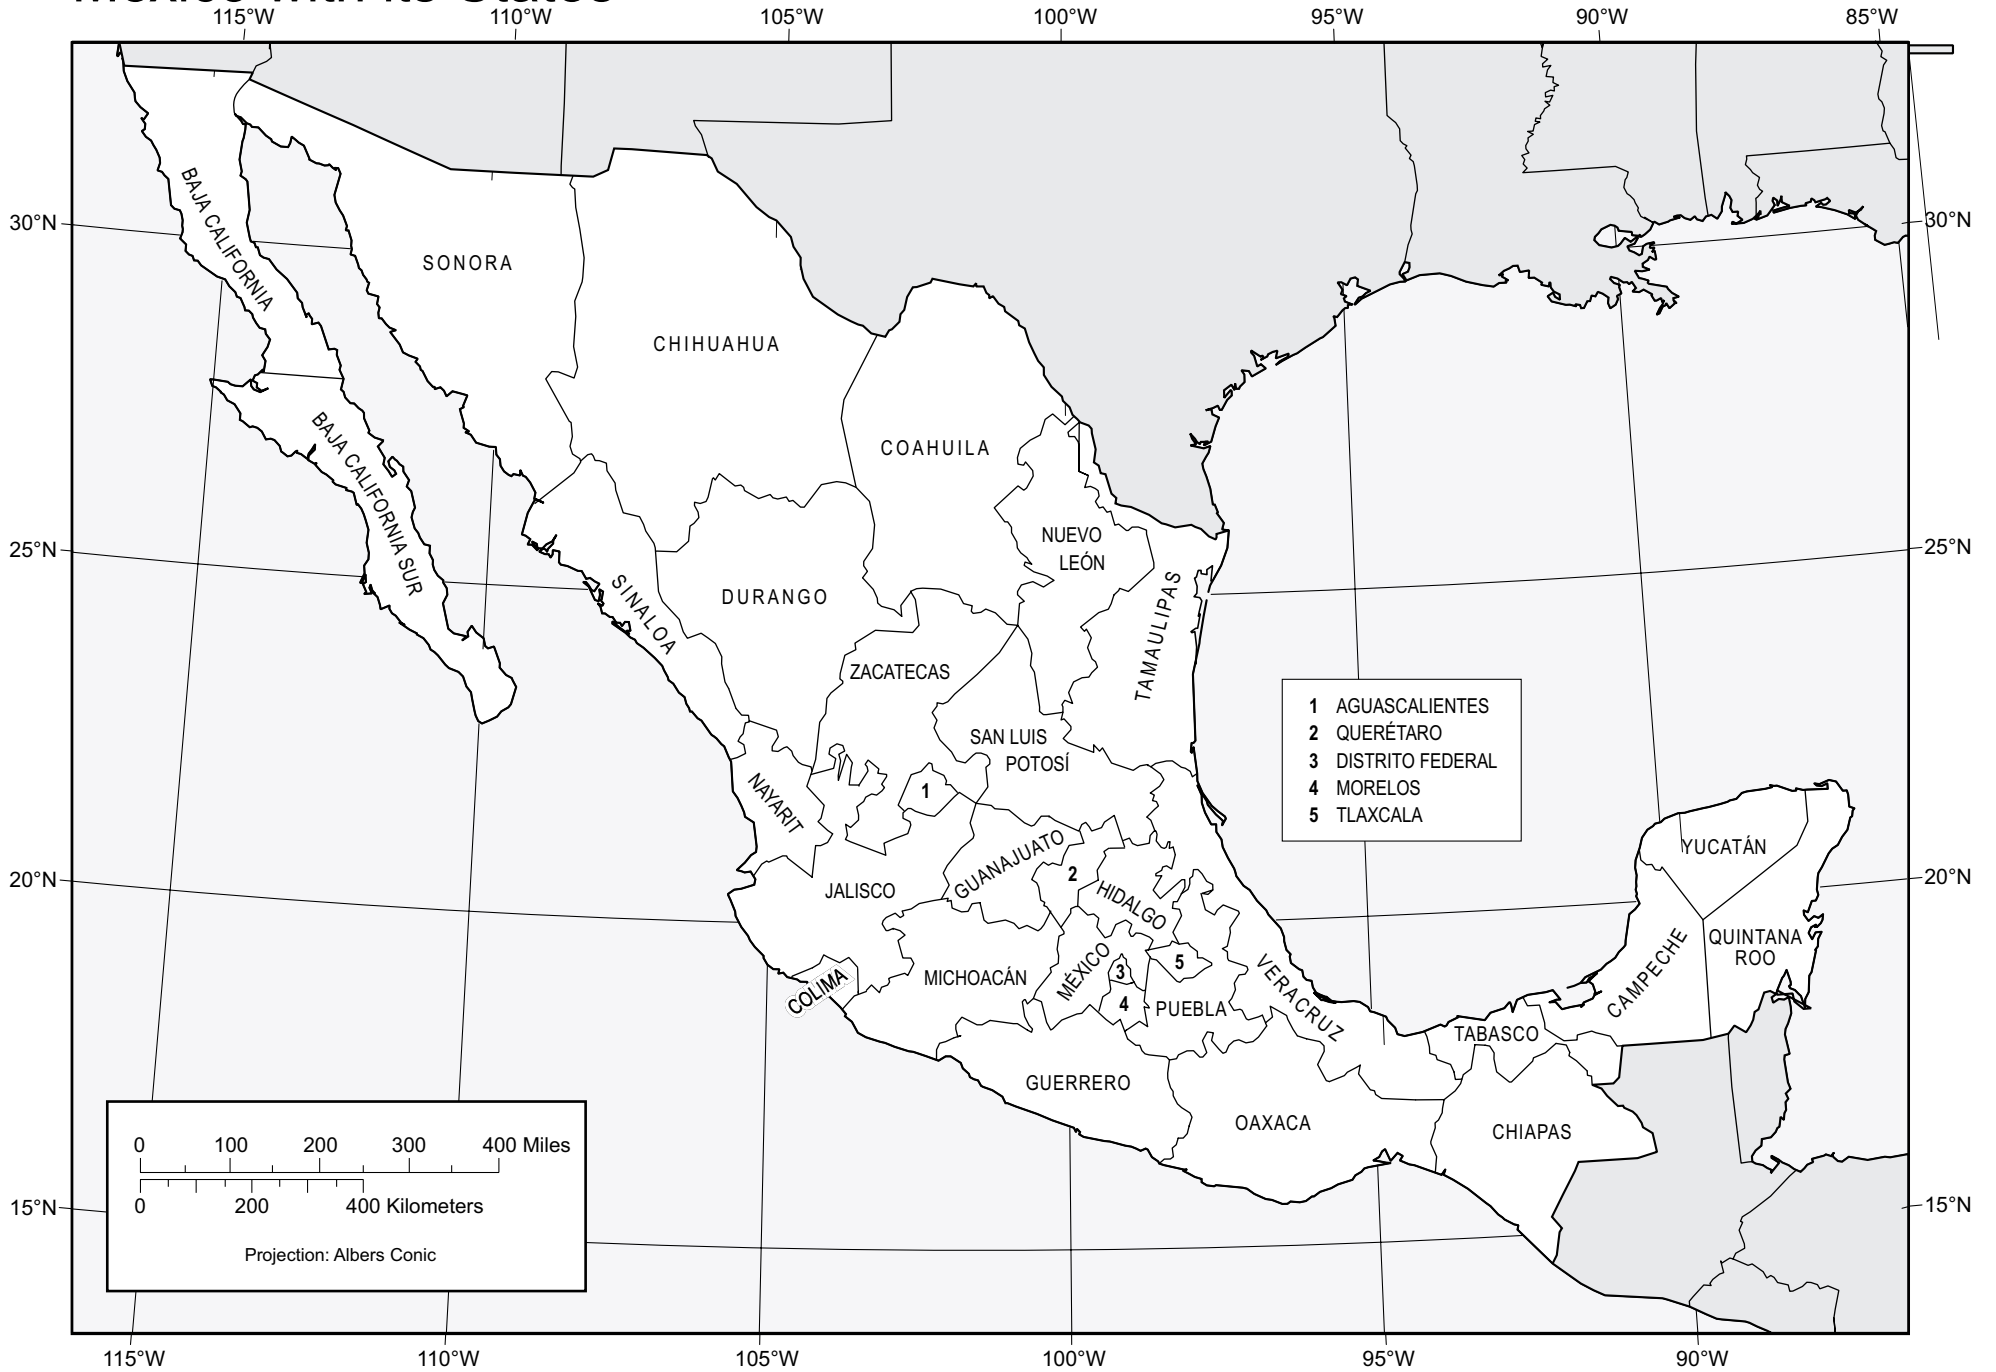 Mexico with its States
115°W 110°W 105°W 100°W 95°W 90°W 85°W
30°N
30°N
25°N
25°N
20°N
20°N
15°N
15°N
BAJA CALIFORNIA
SONORA
CHIHUAHUA
BAJA CALIFORNIA SUR
COAHUILA
NUEVO
LEÓN
SINALOA
DURANGO
TAMAULIPAS
ZACATECAS
SAN LUIS
POTOSÍ
NAYARIT
1
JALISCO
GUANAJUATO
2
HIDALGO
COLIMA
MICHOACÁN
MÉXICO
3
4
5
PUEBLA
VERACRUZ
GUERRERO
OAXACA
TABASCO
CHIAPAS
CAMPECHE
YUCATÁN
QUINTANA
ROO
1 AGUASCALIENTES
2 QUERÉTARO
3 DISTRITO FEDERAL
4 MORELOS
5 TLAXCALA
0 100 200 300 400 Miles
0 200 400 Kilometers
Projection: Albers Conic
115°W 110°W 105°W 100°W 95°W 90°W